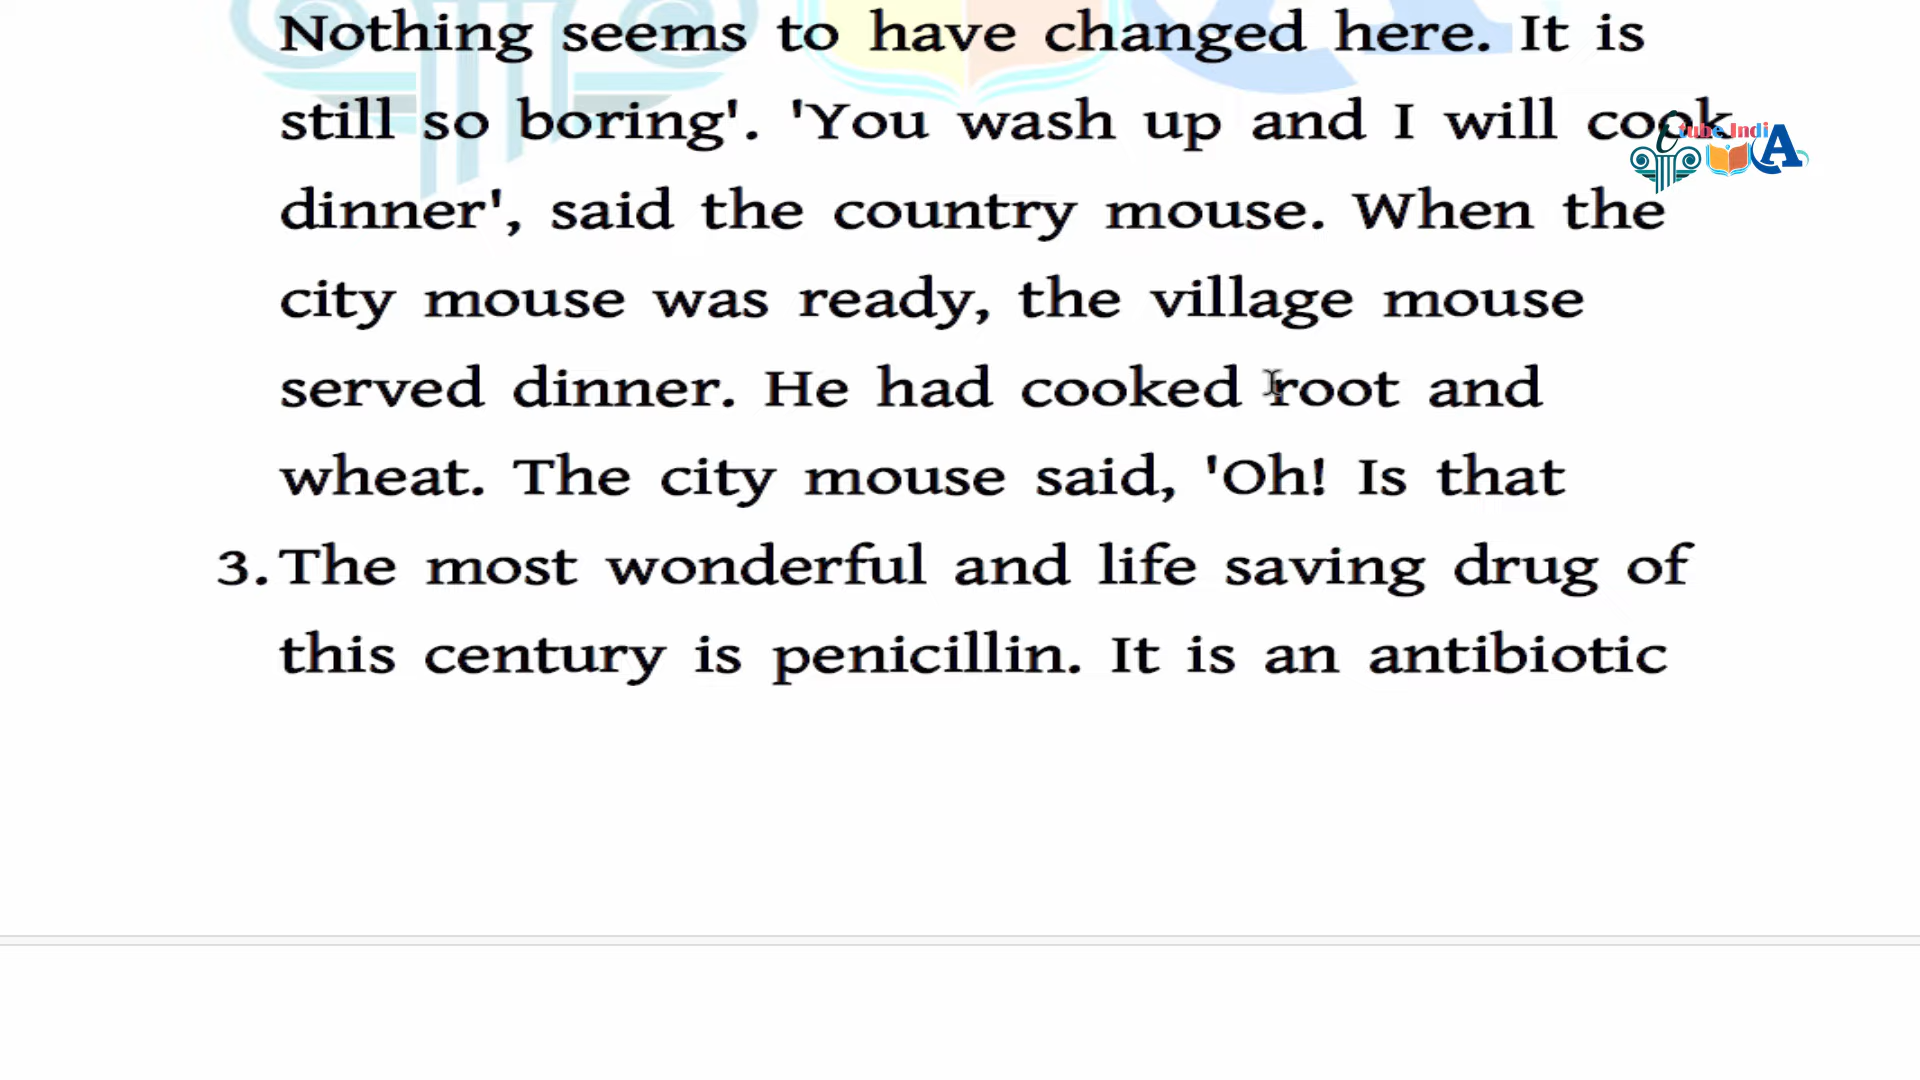 Nothing seems to have changed here. It is
still so boring'. 'You wash up and I will cook
tube IndiA
dinner', said the country mouse. When the
city mouse was ready, the village mouse
served dinner. He had cooked root and
wheat. The city mouse said, 'Oh! Is that
3. The most wonderful and life saving drug of
this century is penicillin. It is an antibiotic